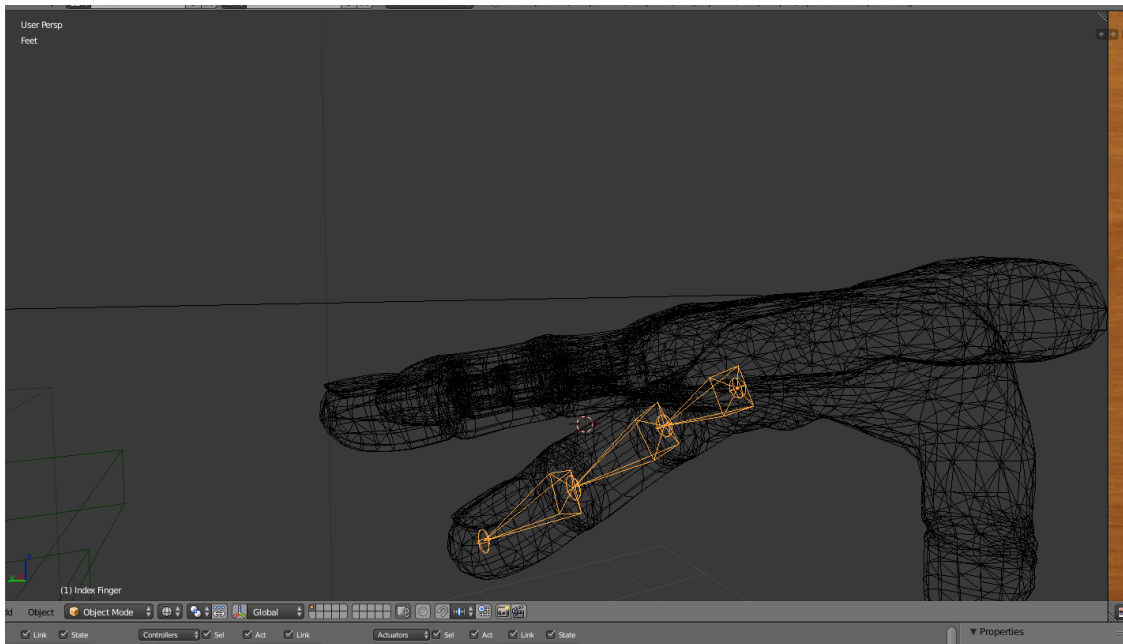 User Persp
Feet
(1) Index Finger
Object Object Mode Global
Link State Controllers Sel Act Link Actuators Sel Act Link State Properties